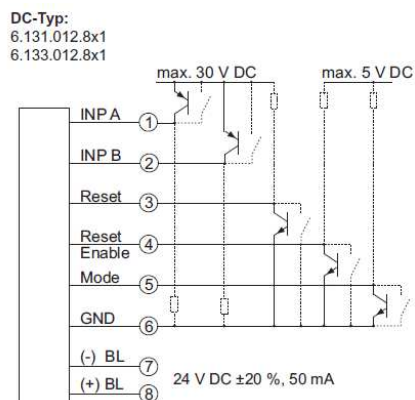 DC-Typ:
6.131.012.8x1
6.133.012.8x1
max. 30 V DC
max. 5 V DC
INP A
1
INP B
2
Reset
3
Reset
Enable
4
Mode
5
GND
6
(-) BL
7
(+) BL
8
24 V DC ±20 %, 50 mA